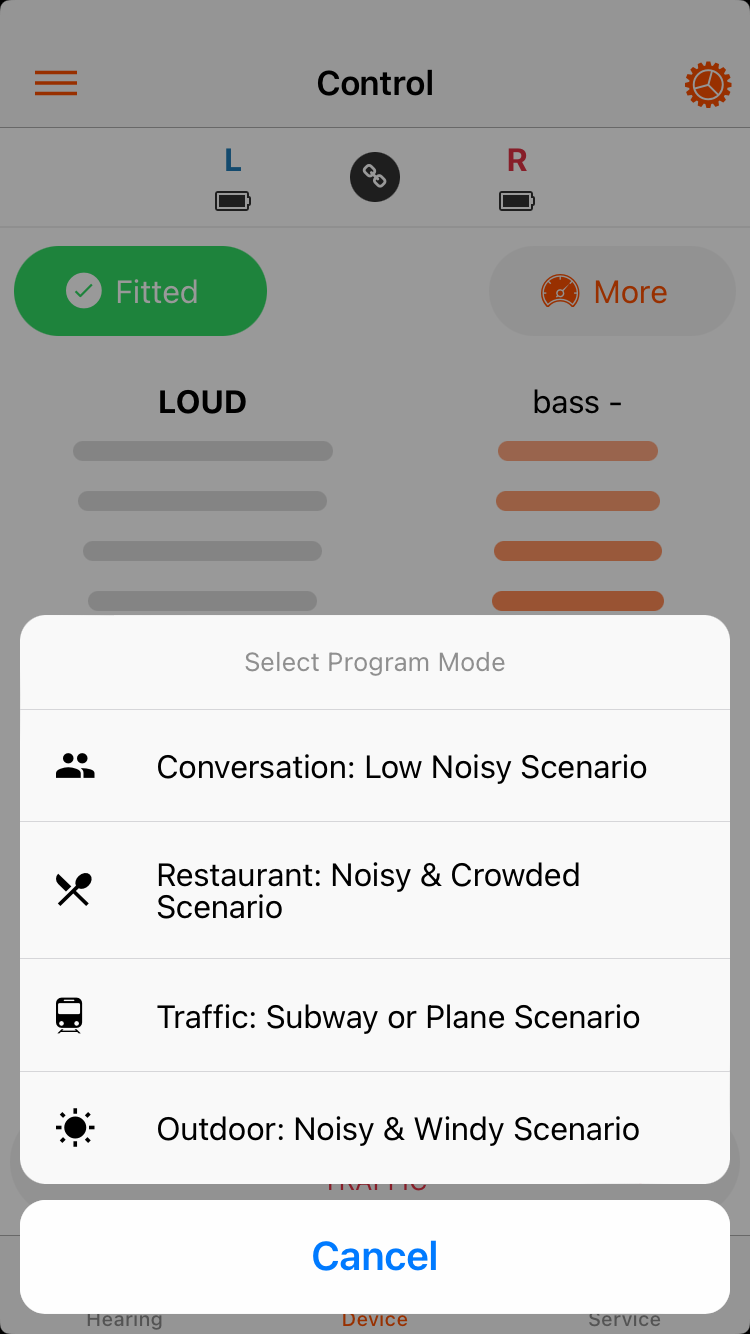 Control
L
R
Fitted
More
LOUD
bass -
Select Program Mode
Conversation: Low Noisy Scenario
Restaurant: Noisy & Crowded
Scenario
Traffic: Subway or Plane Scenario
Outdoor: Noisy & Windy Scenario
TRAFFIC
Cancel
Hearing
Device
Service